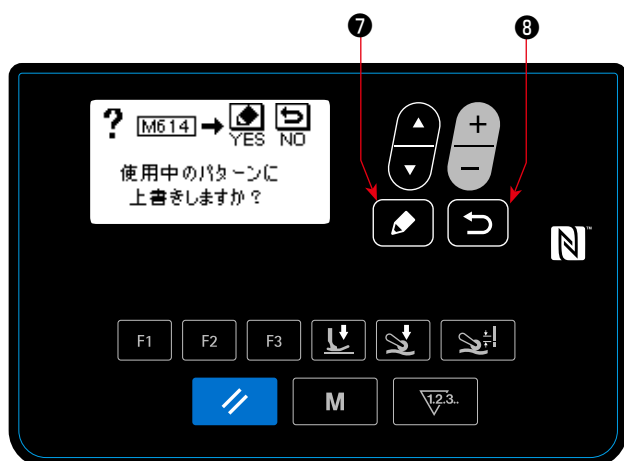 ❼ ❽
? M614 → YES NO
使用中のパターンに
上書きしますか?
+
−
N™
F1 F2 F3
M 1.2.3..